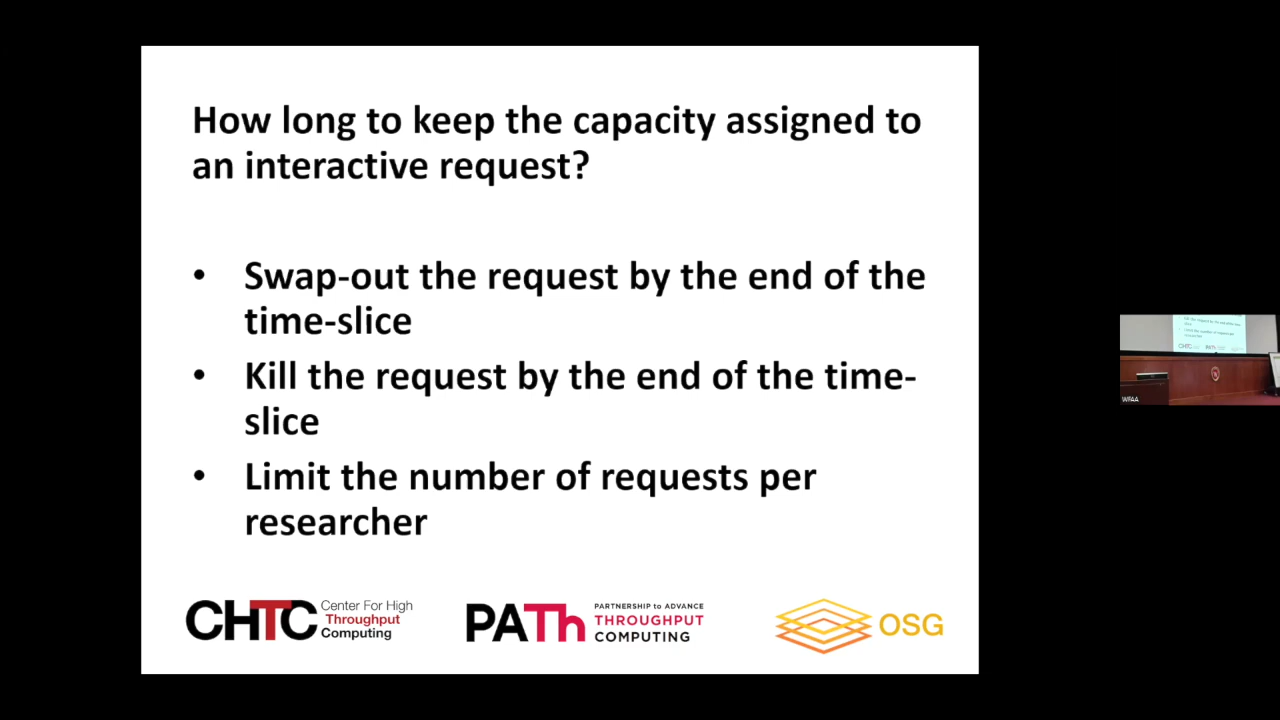 How long to keep the capacity assigned to
an interactive request?
• Swap-out the request by the end of the
time-slice
• Kill the request by the end of the time-
slice
• Limit the number of requests per
researcher
CHTC Center For High
Throughput
Computing
PATh PARTNERSHIP to ADVANCE
THROUGHPUT
COMPUTING
OSG
CHTC